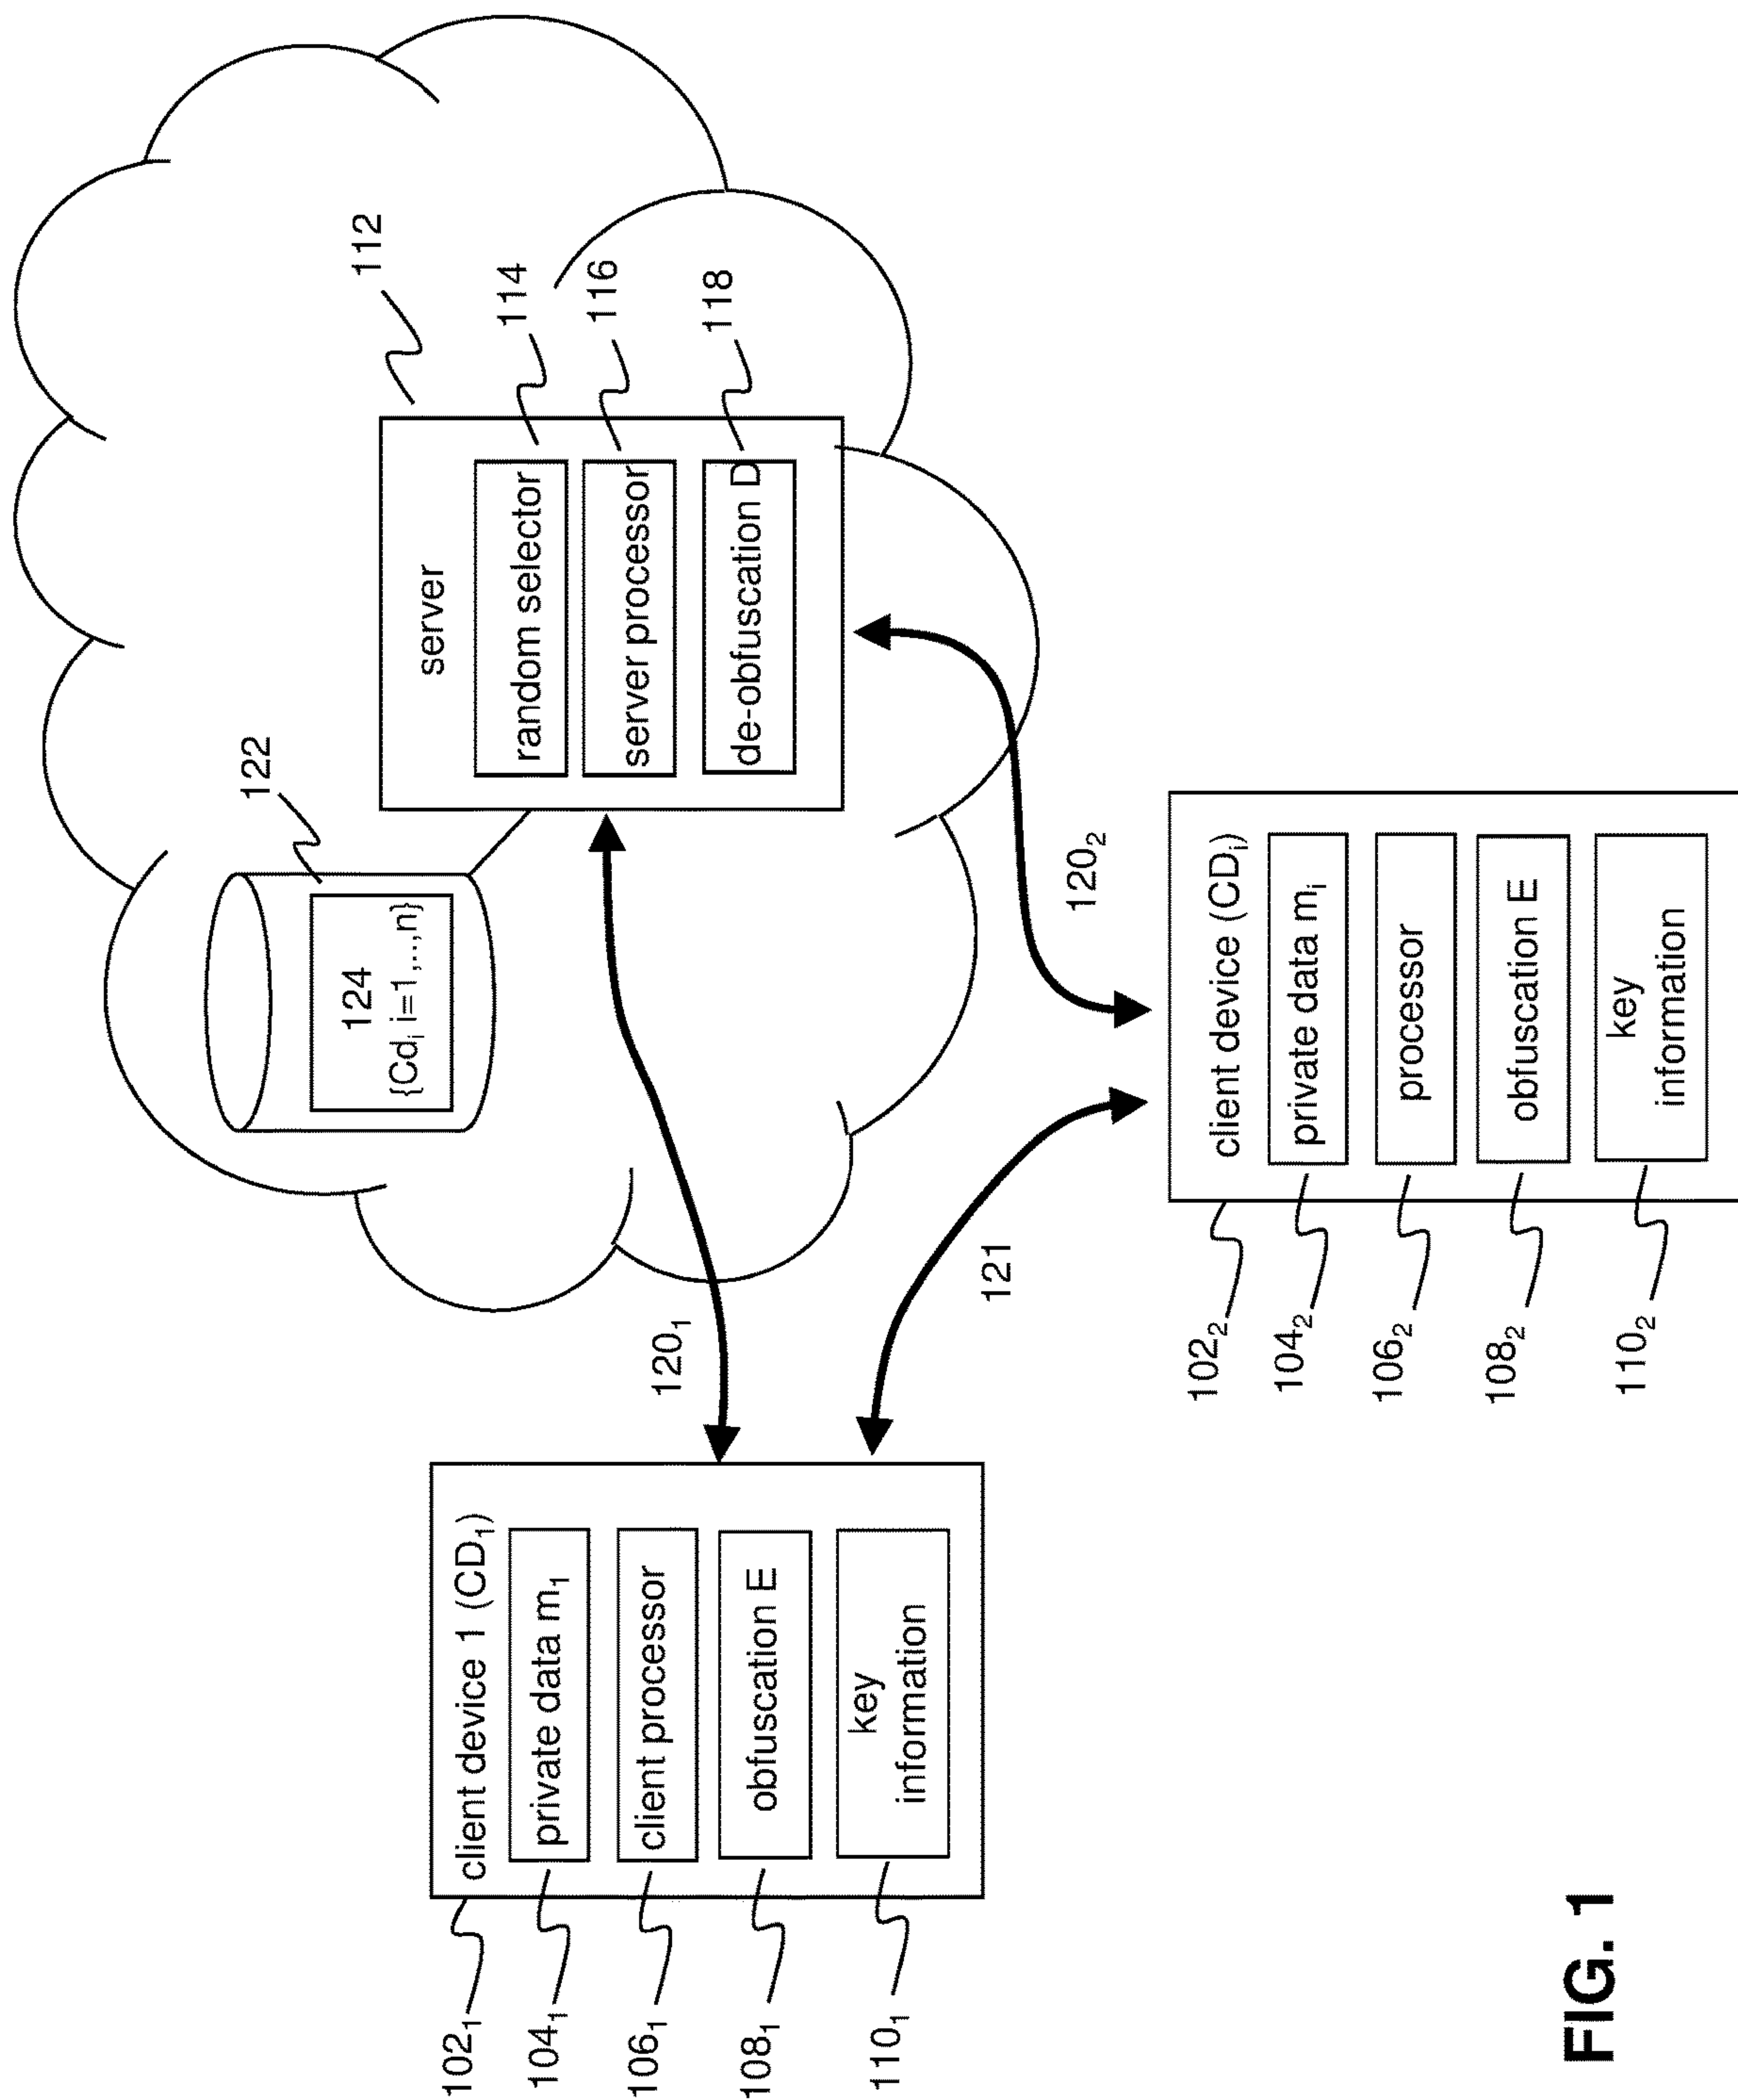 112
122
server
114
random selector
116
server processor
118
de-obfuscation D
124
{Cd_i i=1,..,n}
120₁
120₂
121
client device 1 (CD₁)
102₁
private data m₁
104₁
client processor
106₁
obfuscation E
108₁
key
information
110₁
client device (CDᵢ)
102₂
private data mᵢ
104₂
processor
106₂
obfuscation E
108₂
key
information
110₂
FIG. 1